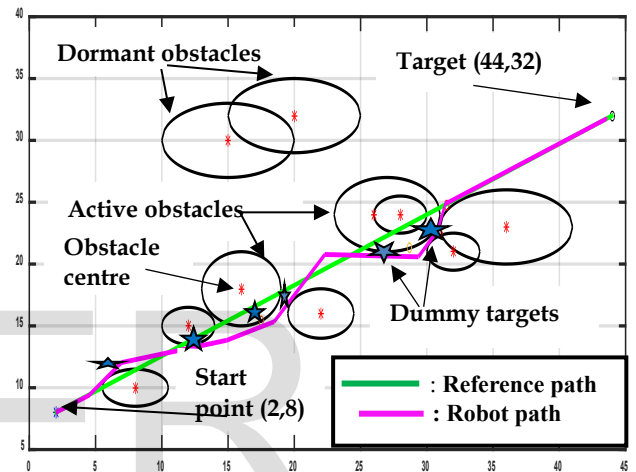 40
Dormant obstacles
Target (44,32)
35
30
25
Active obstacles
Obstacle
centre
20
Dummy targets
15
Start
point (2,8)
: Reference path
: Robot path
10
5
0 5 10 15 20 25 30 35 40 45
ER